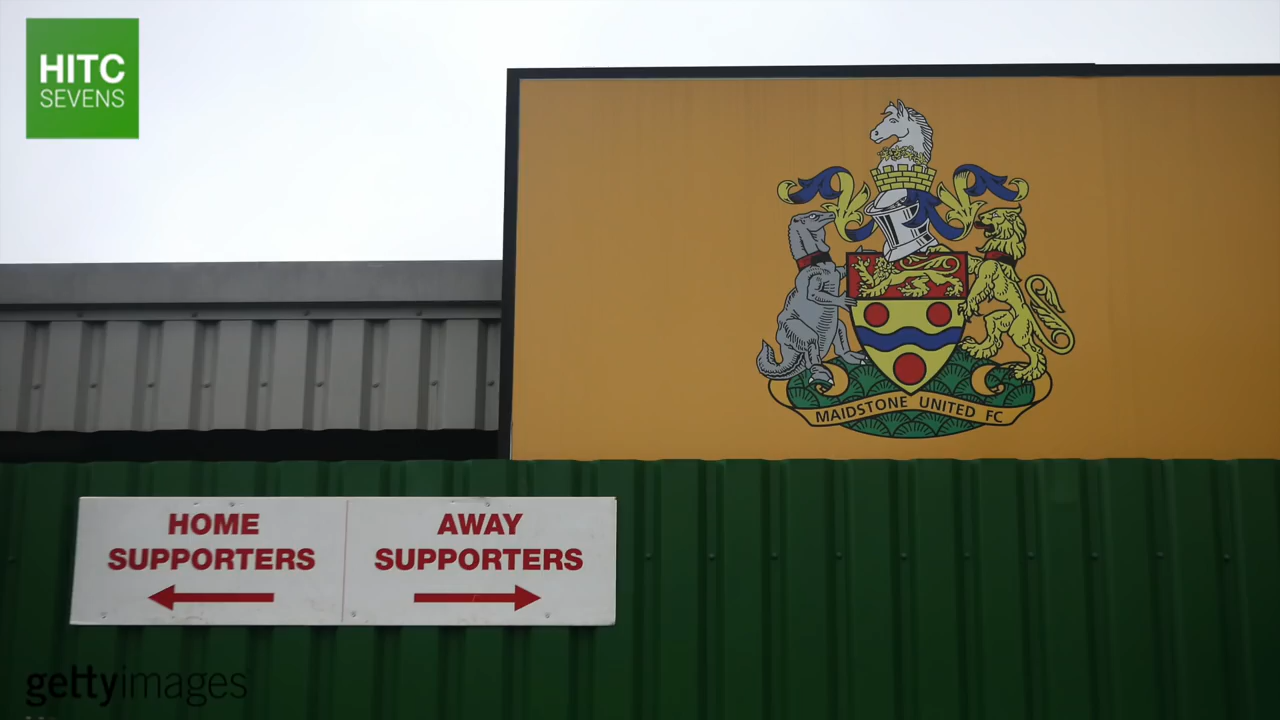 HITC
SEVENS
MAIDSTONE UNITED FC
HOME
SUPPORTERS
AWAY
SUPPORTERS
gettyimages